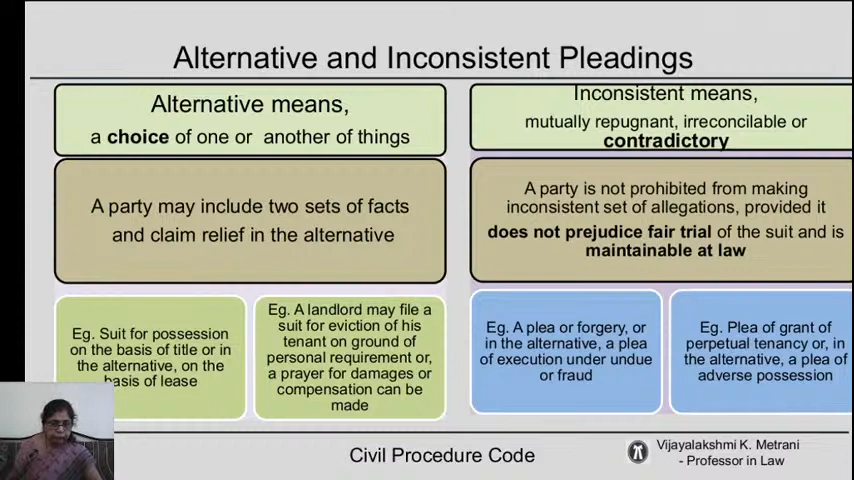 Alternative and Inconsistent Pleadings
Alternative means,
a choice of one or another of things
A party may include two sets of facts
and claim relief in the alternative
Eg. Suit for possession
on the basis of title or in
the alternative, on the
basis of lease
Eg. A landlord may file a
suit for eviction of his
tenant on ground of
personal requirement or,
a prayer for damages or
compensation can be
made
Inconsistent means,
mutually repugnant, irreconcilable or
contradictory
A party is not prohibited from making
inconsistent set of allegations, provided it
does not prejudice fair trial of the suit and is
maintainable at law
Eg. A plea or forgery, or
in the alternative, a plea
of execution under undue
or fraud
Eg. Plea of grant of
perpetual tenancy or, in
the alternative, a plea of
adverse possession
Civil Procedure Code
Vijayalakshmi K. Metrani
- Professor in Law